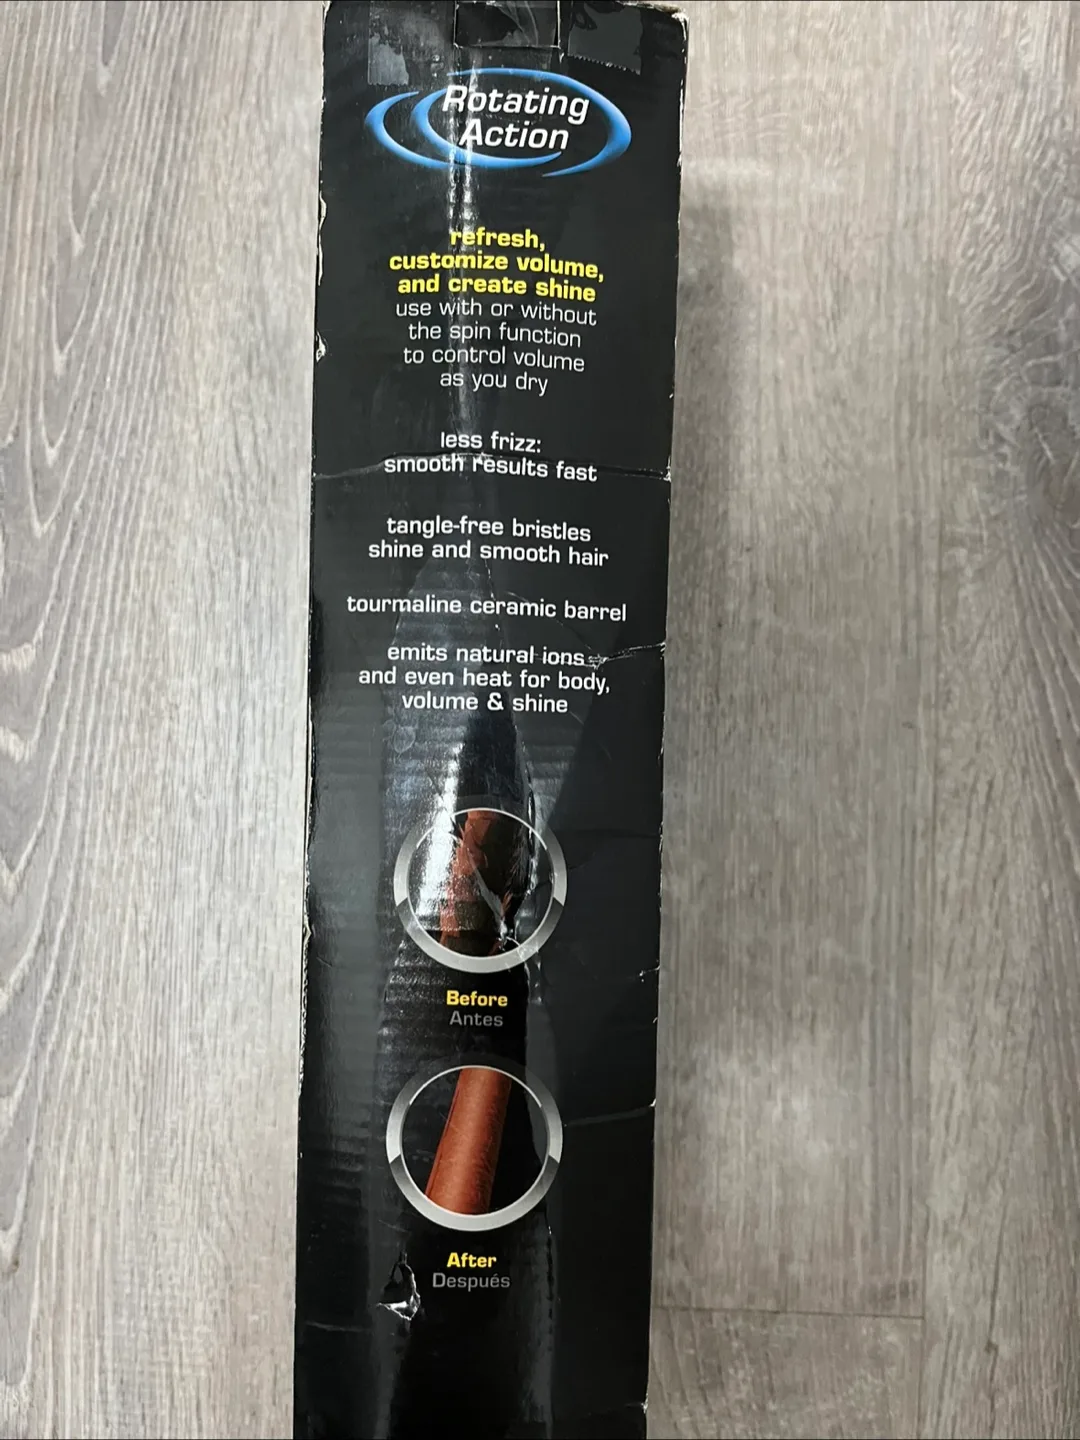 Rotating
Action
refresh,
customize volume,
and create shine
use with or without
the spin function
to control volume
as you dry
less frizz:
smooth results fast
tangle-free bristles
shine and smooth hair
tourmaline ceramic barrel
emits natural ions
and even heat for body,
volume & shine
Before
Antes
After
Después